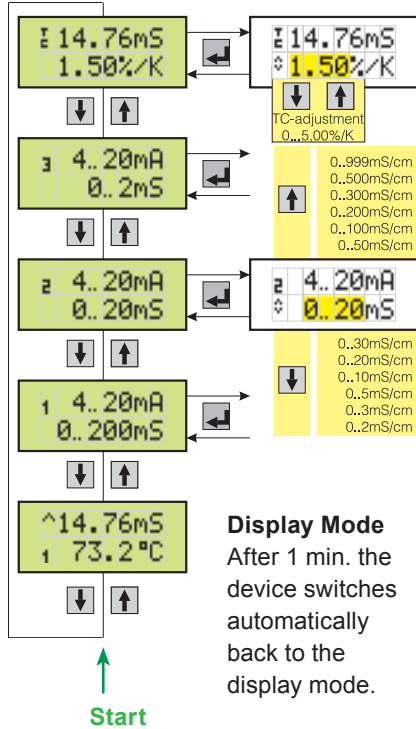 TC 14.76mS
1.50%/K
TC 14.76mS
1.50%/K
TC-adjustment
0...5.00%/K
3 4..20mA
0..2mS
0..999mS/cm
0..500mS/cm
0..300mS/cm
0..200mS/cm
0..100mS/cm
0..50mS/cm
2 4..20mA
0..20mS
2 4..20mA
0..20mS
0..30mS/cm
0..20mS/cm
0..10mS/cm
0..5mS/cm
0..3mS/cm
0..2mS/cm
1 4..20mA
0..200mS
^14.76mS
1 73.2°C
Display Mode
After 1 min. the
device switches
automatically
back to the
display mode.
Start